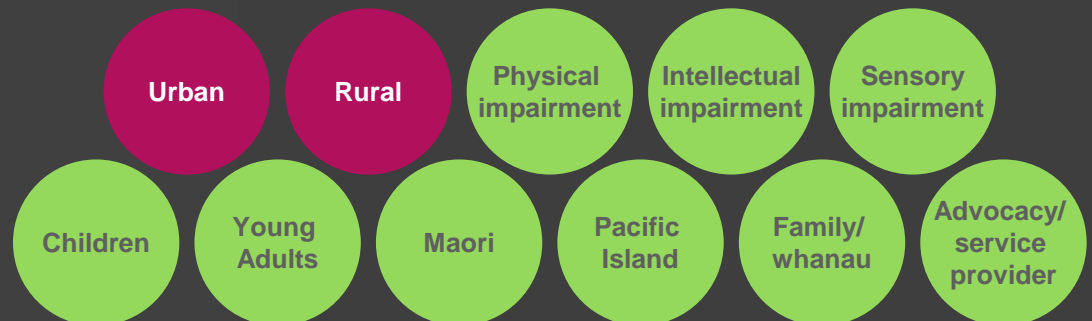 Urban
Rural
Physical
impairment
Intellectual
impairment
Sensory
impairment
Children
Young
Adults
Maori
Pacific
Island
Family/
whanau
Advocacy/
service
provider